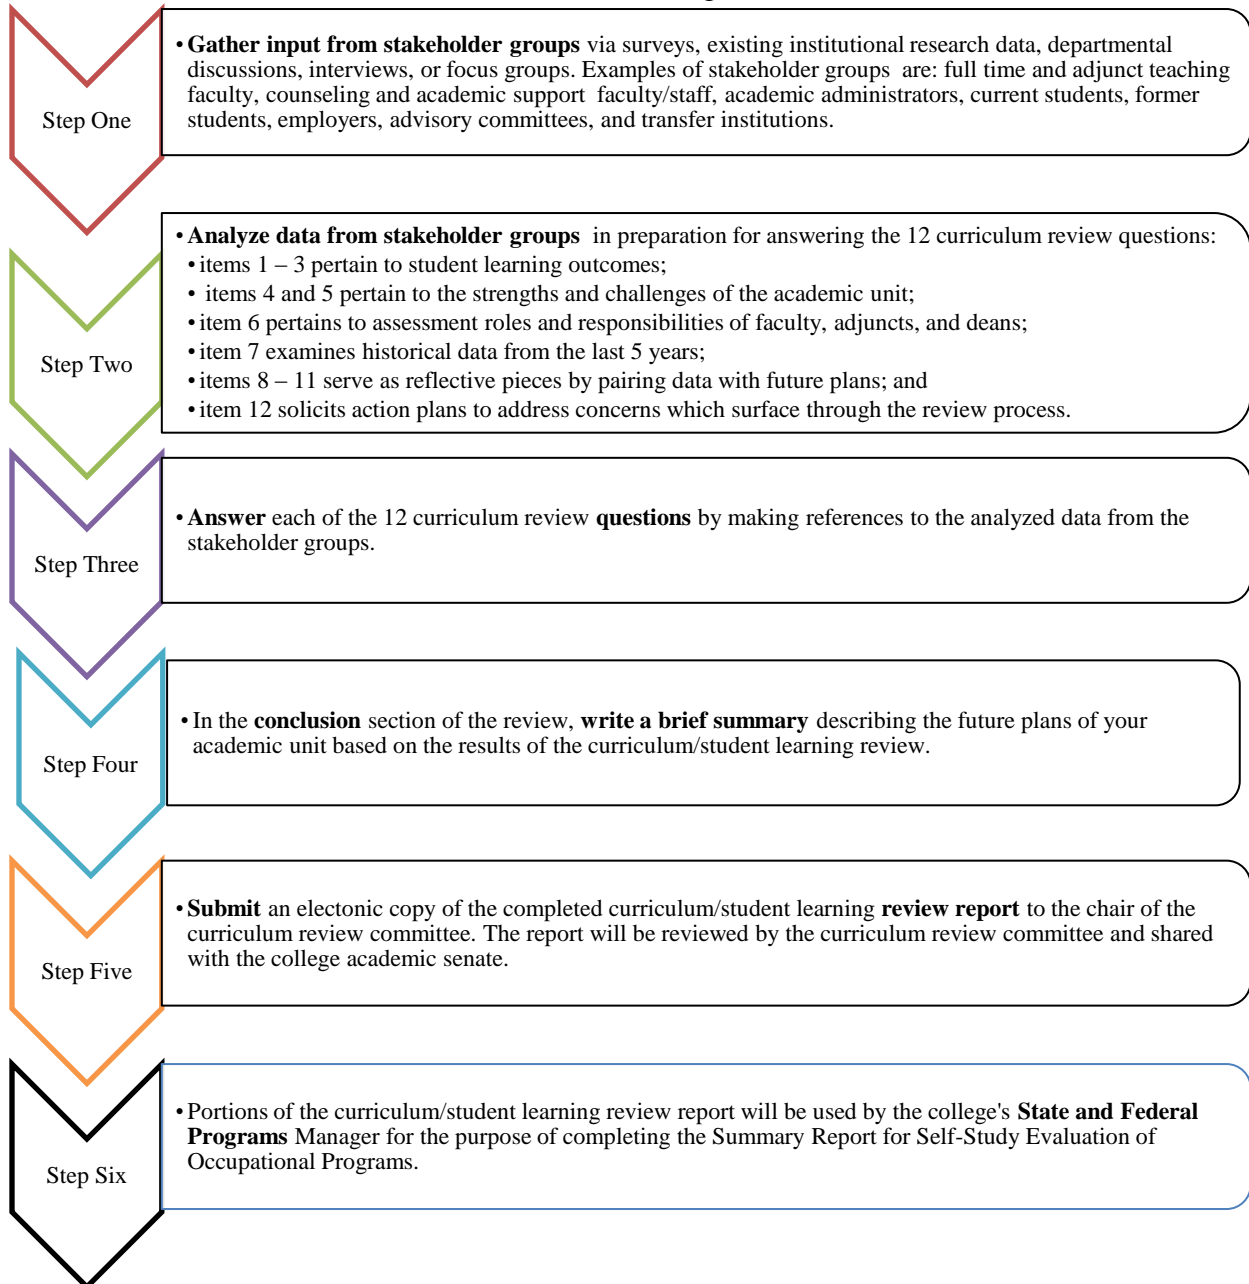 Step One
• Gather input from stakeholder groups via surveys, existing institutional research data, departmental
discussions, interviews, or focus groups. Examples of stakeholder groups are: full time and adjunct teaching
faculty, counseling and academic support faculty/staff, academic administrators, current students, former
students, employers, advisory committees, and transfer institutions.
Step Two
• Analyze data from stakeholder groups in preparation for answering the 12 curriculum review questions:
• items 1 – 3 pertain to student learning outcomes;
• items 4 and 5 pertain to the strengths and challenges of the academic unit;
• item 6 pertains to assessment roles and responsibilities of faculty, adjuncts, and deans;
• item 7 examines historical data from the last 5 years;
• items 8 – 11 serve as reflective pieces by pairing data with future plans; and
• item 12 solicits action plans to address concerns which surface through the review process.
Step Three
• Answer each of the 12 curriculum review questions by making references to the analyzed data from the
stakeholder groups.
Step Four
• In the conclusion section of the review, write a brief summary describing the future plans of your
academic unit based on the results of the curriculum/student learning review.
Step Five
• Submit an electonic copy of the completed curriculum/student learning review report to the chair of the
curriculum review committee. The report will be reviewed by the curriculum review committee and shared
with the college academic senate.
Step Six
• Portions of the curriculum/student learning review report will be used by the college's State and Federal
Programs Manager for the purpose of completing the Summary Report for Self-Study Evaluation of
Occupational Programs.